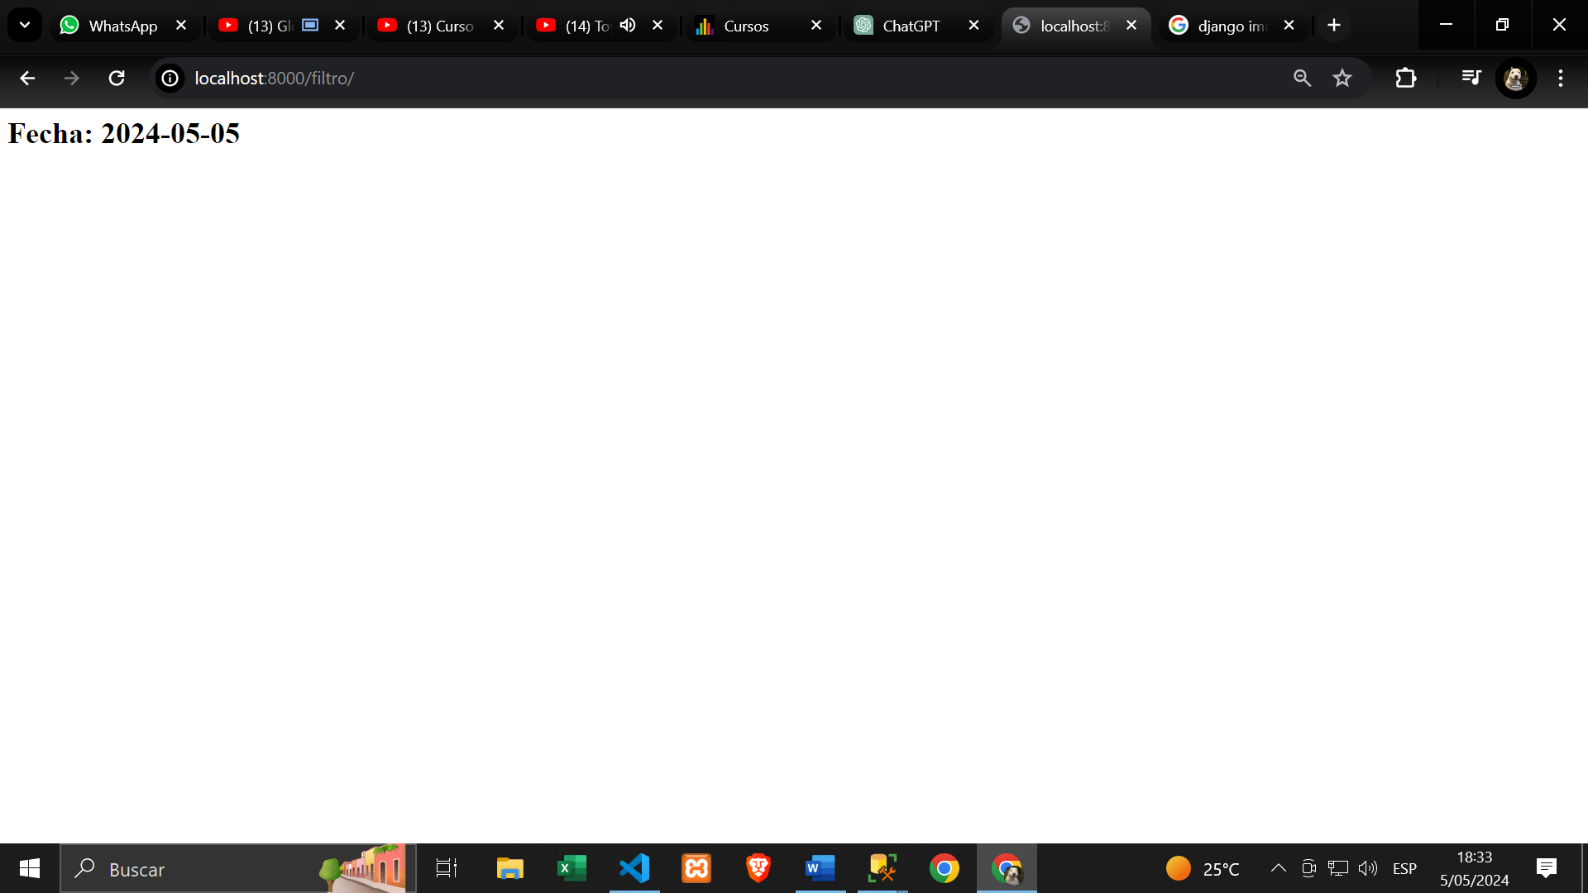 WhatsApp
(13) Gl
(13) Curso
(14) To
Cursos
ChatGPT
localhost:8
django im
localhost:8000/filtro/
Fecha: 2024-05-05
Buscar
25°C
ESP
18:33
5/05/2024